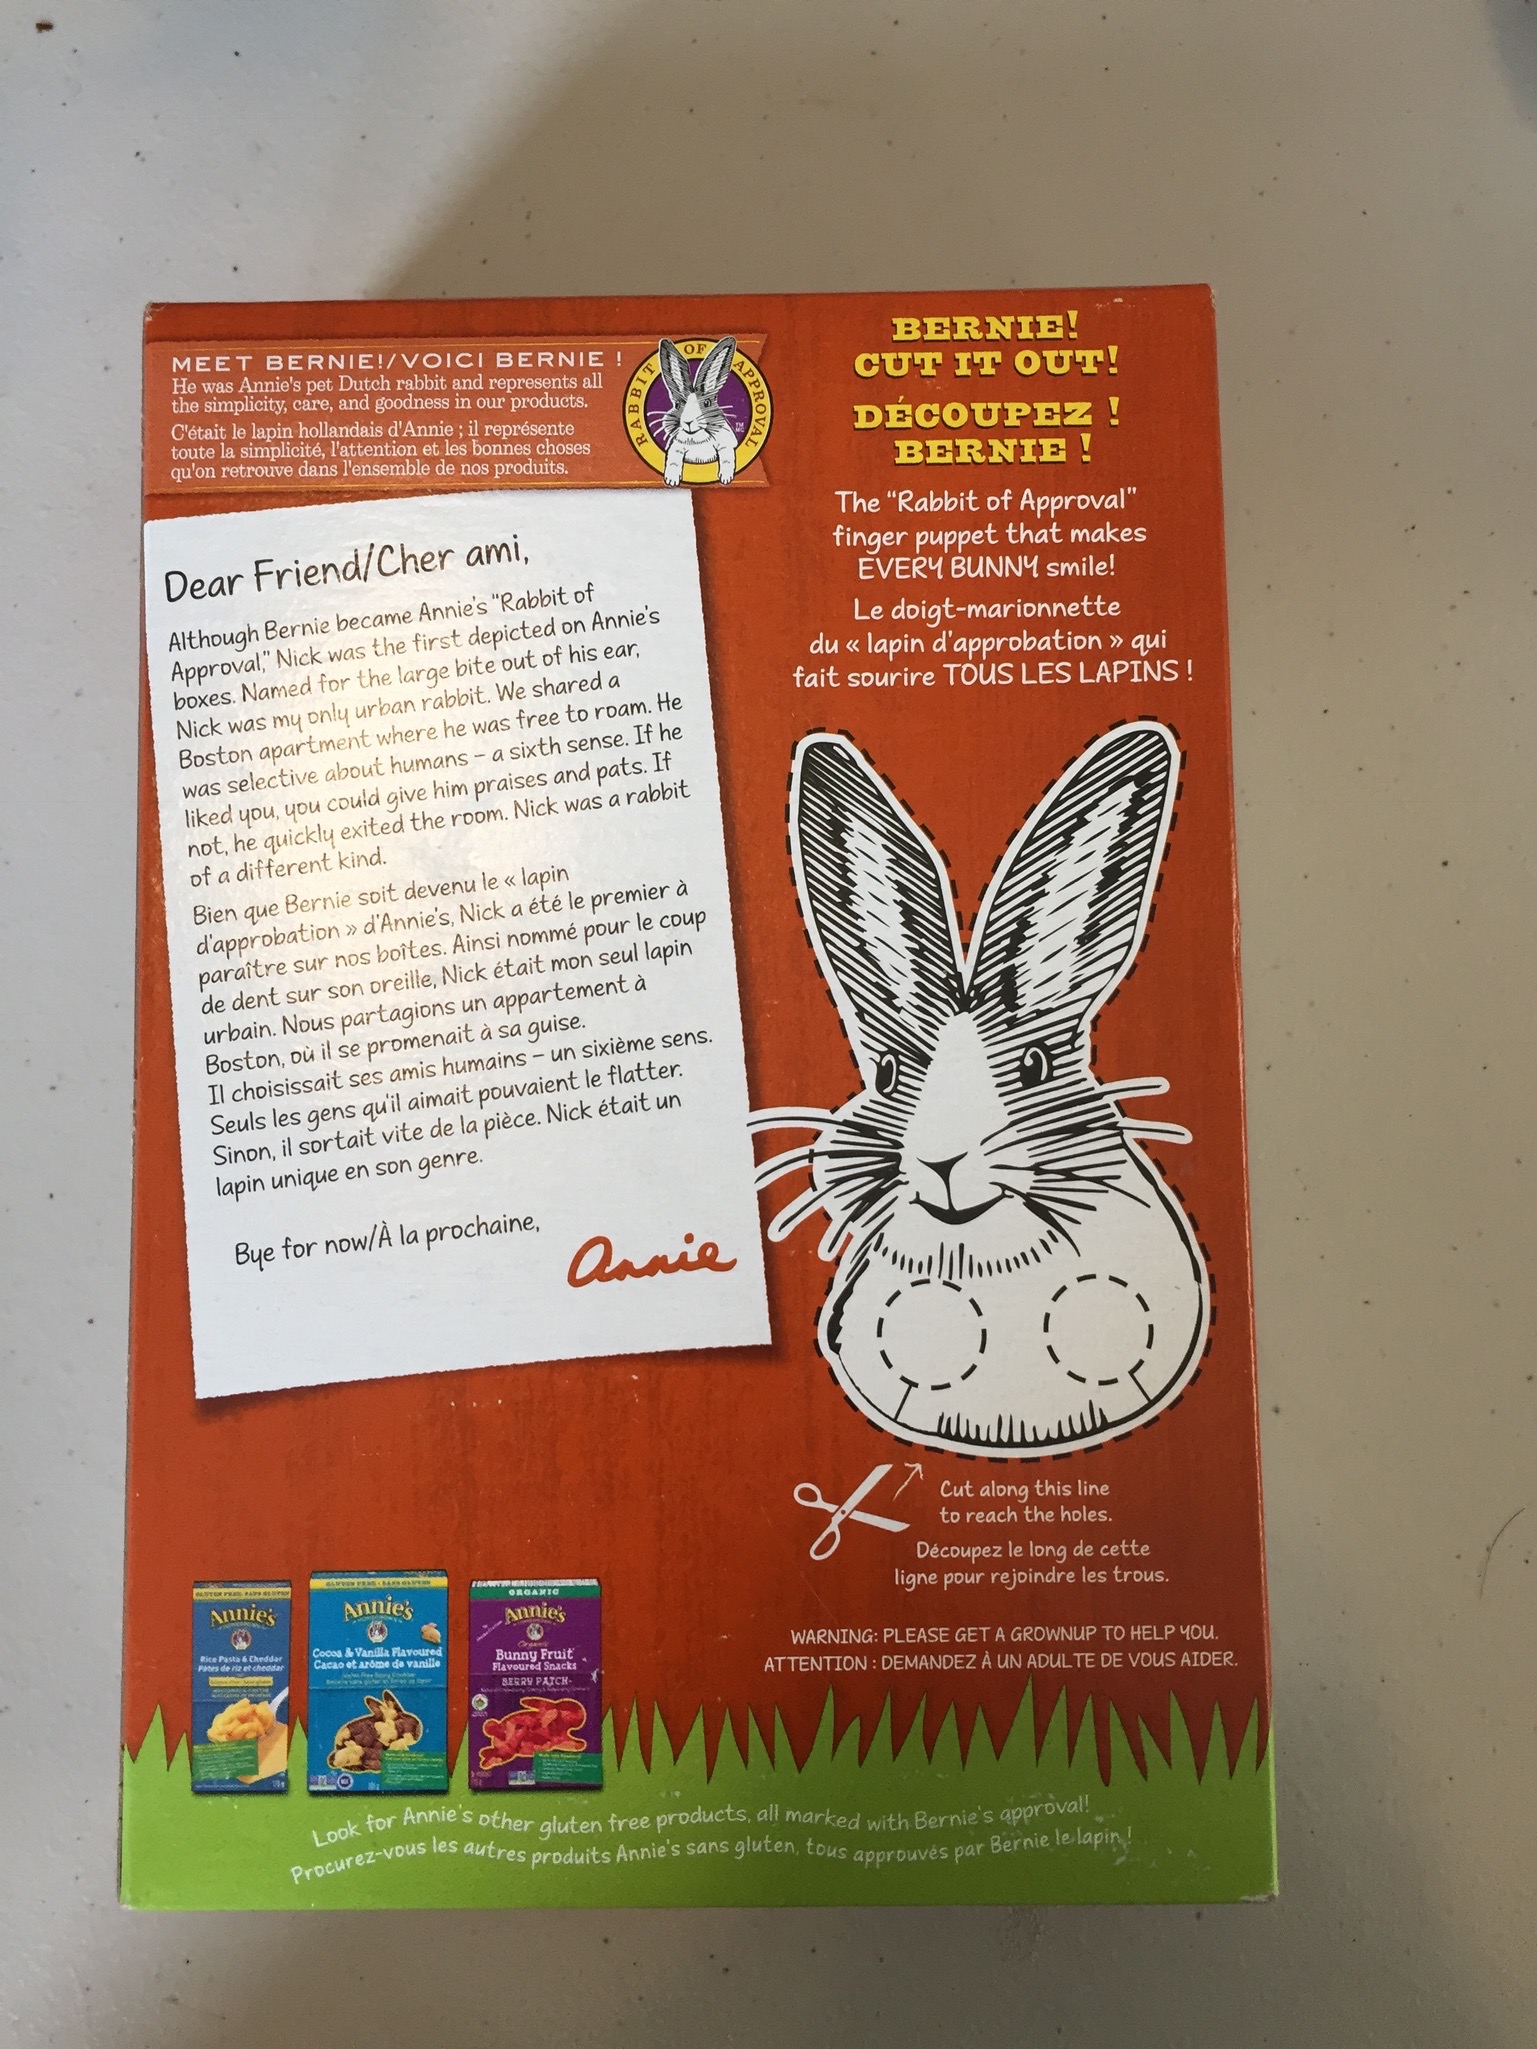 MEET BERNIE!/VOICI BERNIE !
He was Annie's pet Dutch rabbit and represents all
the simplicity, care, and goodness in our products.
C'était le lapin hollandais d'Annie ; il représente
toute la simplicité, l'attention et les bonnes choses
qu'on retrouve dans l'ensemble de nos produits.
RABBIT OF APPROVAL
Dear Friend/Cher ami,
Although Bernie became Annie's "Rabbit of
Approval," Nick was the first depicted on Annie's
boxes. Named for the large bite out of his ear,
Nick was my only urban rabbit. We shared a
Boston apartment where he was free to roam. He
was selective about humans – a sixth sense. If he
liked you, you could give him praises and pats. If
not, he quickly exited the room. Nick was a rabbit
of a different kind.
Bien que Bernie soit devenu le « lapin
d'approbation » d'Annie's, Nick a été le premier à
paraître sur nos boîtes. Ainsi nommé pour le coup
de dent sur son oreille, Nick était mon seul lapin
urbain. Nous partagions un appartement à
Boston, où il se promenait à sa guise.
Il choisissait ses amis humains – un sixième sens.
Seuls les gens qu'il aimait pouvaient le flatter.
Sinon, il sortait vite de la pièce. Nick était un
lapin unique en son genre.
Bye for now/À la prochaine,
Annie
BERNIE!
CUT IT OUT!
DÉCOUPEZ !
BERNIE !
The "Rabbit of Approval"
finger puppet that makes
EVERY BUNNY smile!
Le doigt-marionnette
du « lapin d'approbation » qui
fait sourire TOUS LES LAPINS !
Cut along this line
to reach the holes.
Découpez le long de cette
ligne pour rejoindre les trous.
WARNING: PLEASE GET A GROWNUP TO HELP YOU.
ATTENTION : DEMANDEZ À UN ADULTE DE VOUS AIDER.
GLUTEN FREE · SANS GLUTEN
Annie's
Rice Pasta & Cheddar
Pâtes de riz et cheddar
GLUTEN FREE · SANS GLUTEN
Annie's
Cocoa & Vanilla Flavoured
Cacao et arôme de vanille
ORGANIC
Annie's
Organic
Bunny Fruit
Flavoured Snacks
BERRY PATCH
Look for Annie's other gluten free products, all marked with Bernie's approval!
Procurez-vous les autres produits Annie's sans gluten, tous approuvés par Bernie le lapin !